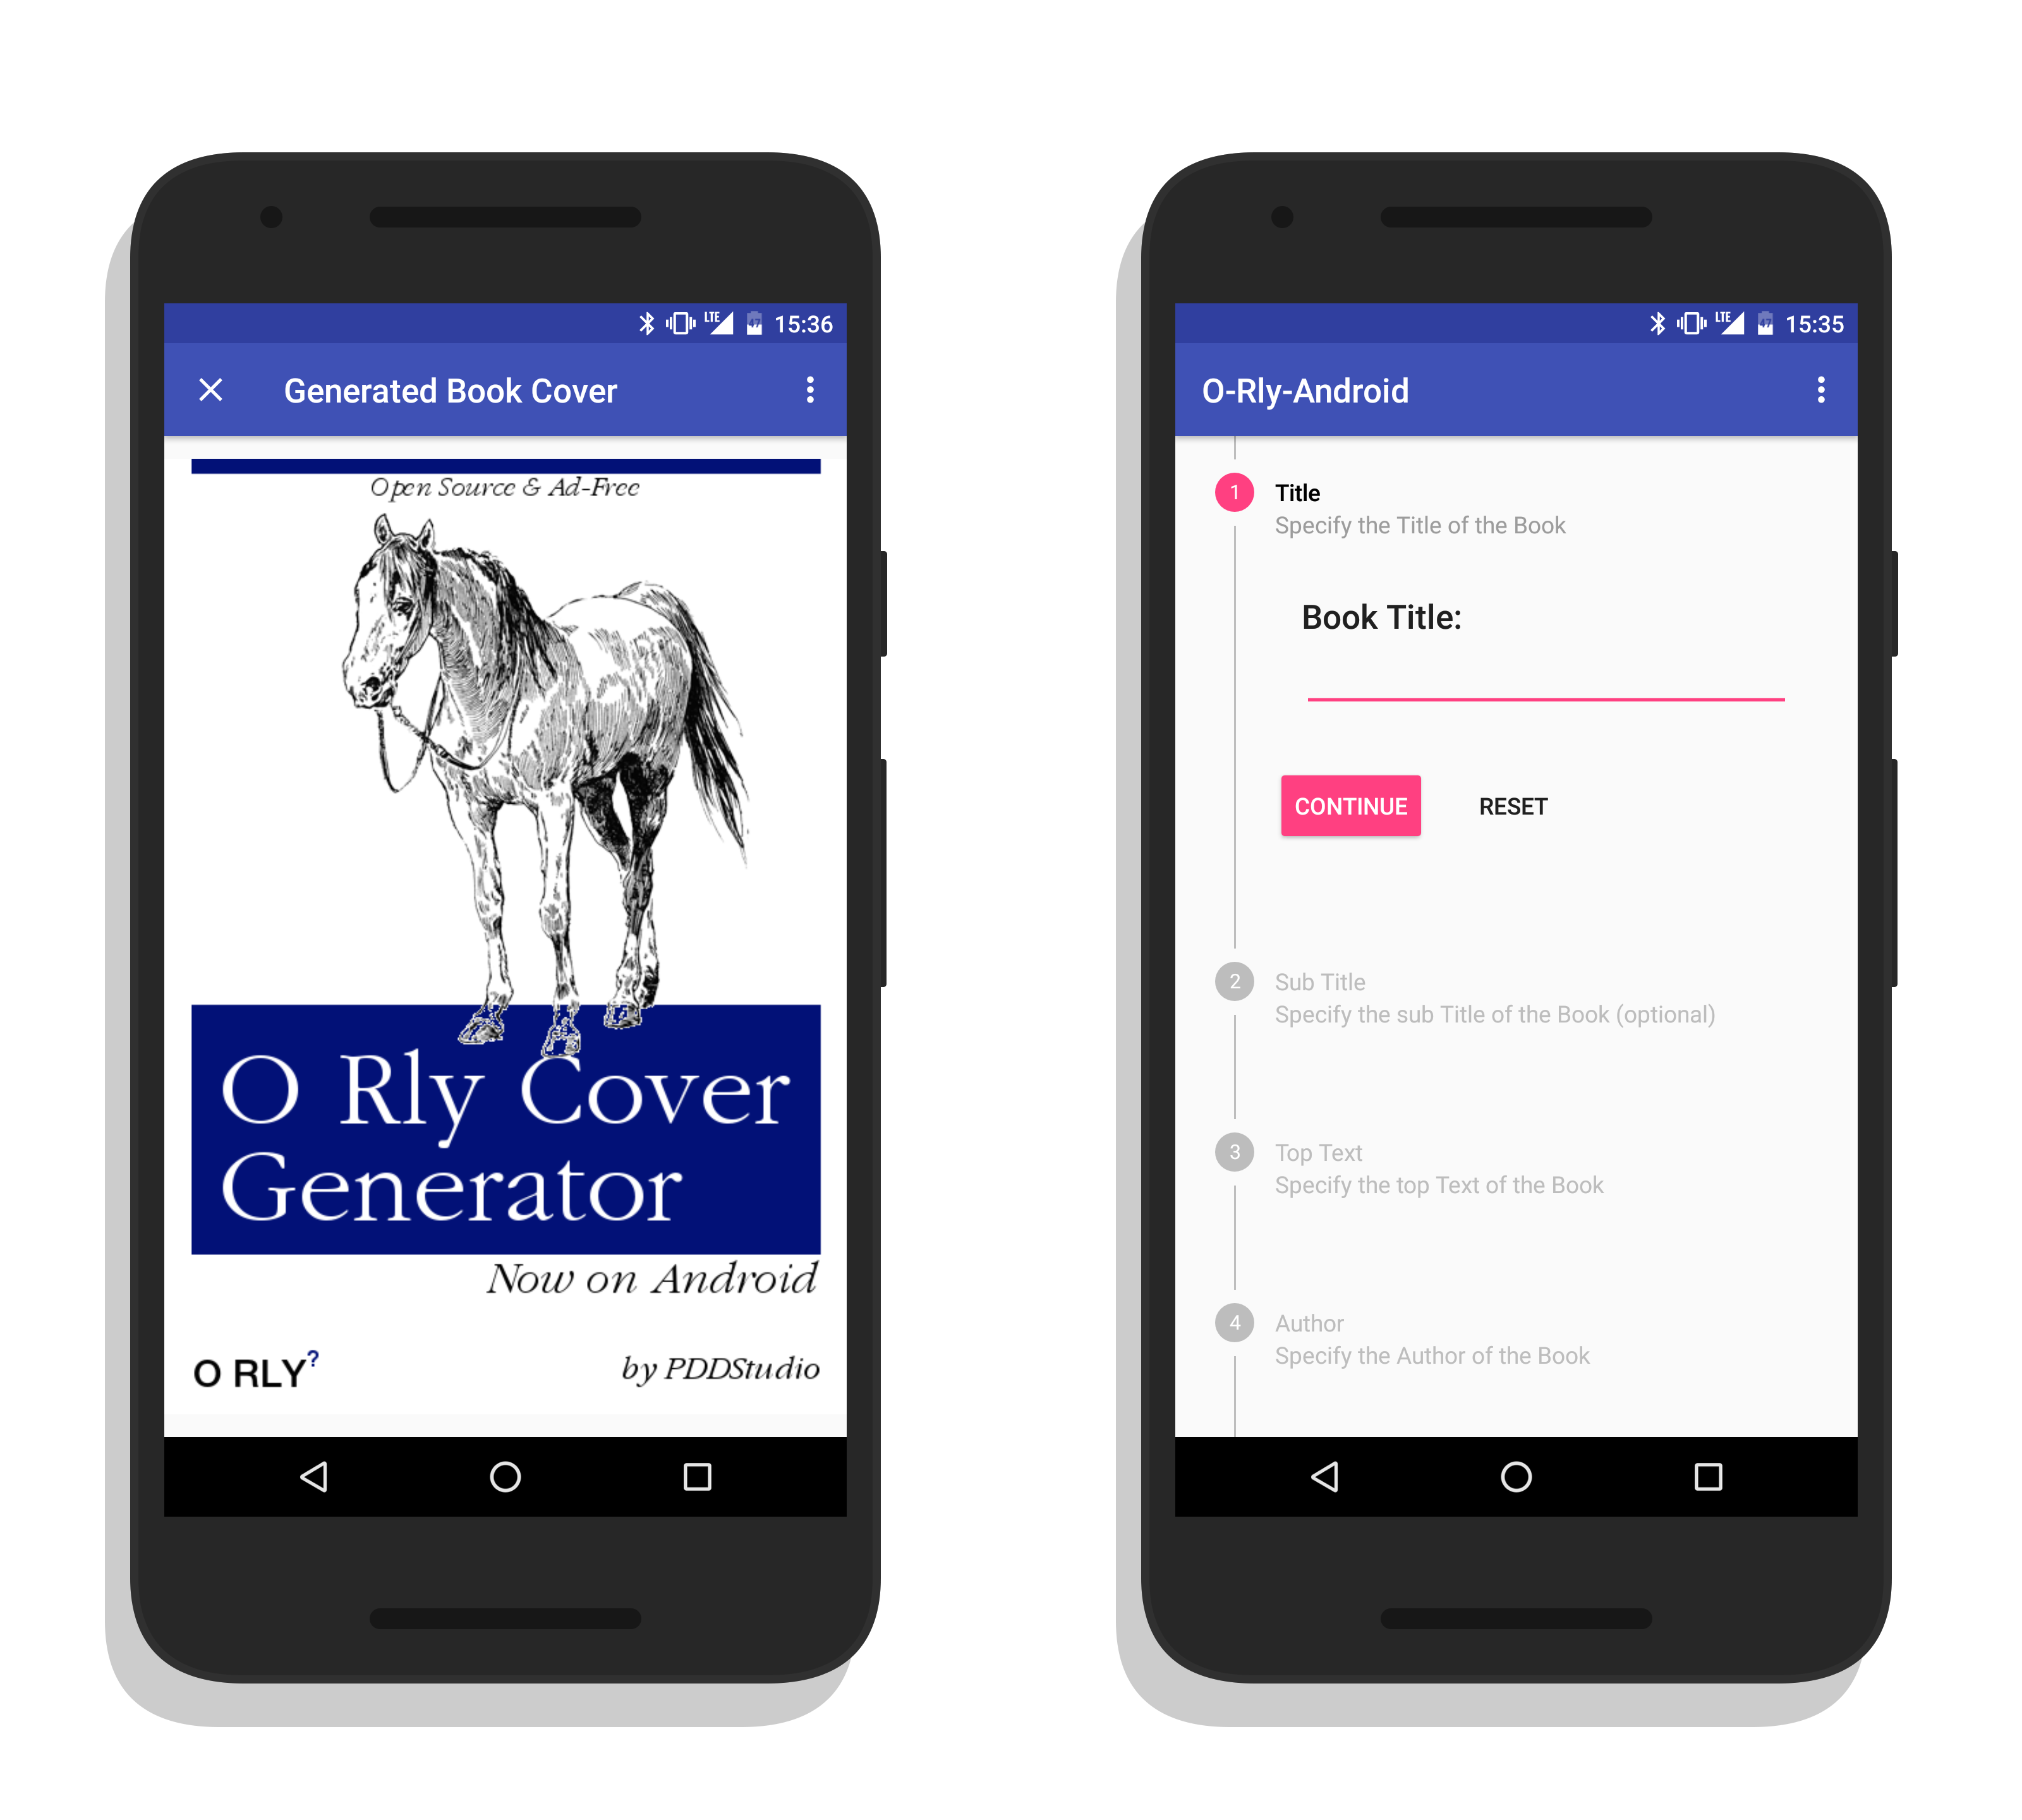 LTE 47 15:36
Generated Book Cover
Open Source & Ad-Free
O Rly Cover
Generator
Now on Android
O RLY?
by PDDStudio
LTE 47 15:35
O-Rly-Android
1 Title
Specify the Title of the Book
Book Title:
CONTINUE RESET
2 Sub Title
Specify the sub Title of the Book (optional)
3 Top Text
Specify the top Text of the Book
4 Author
Specify the Author of the Book